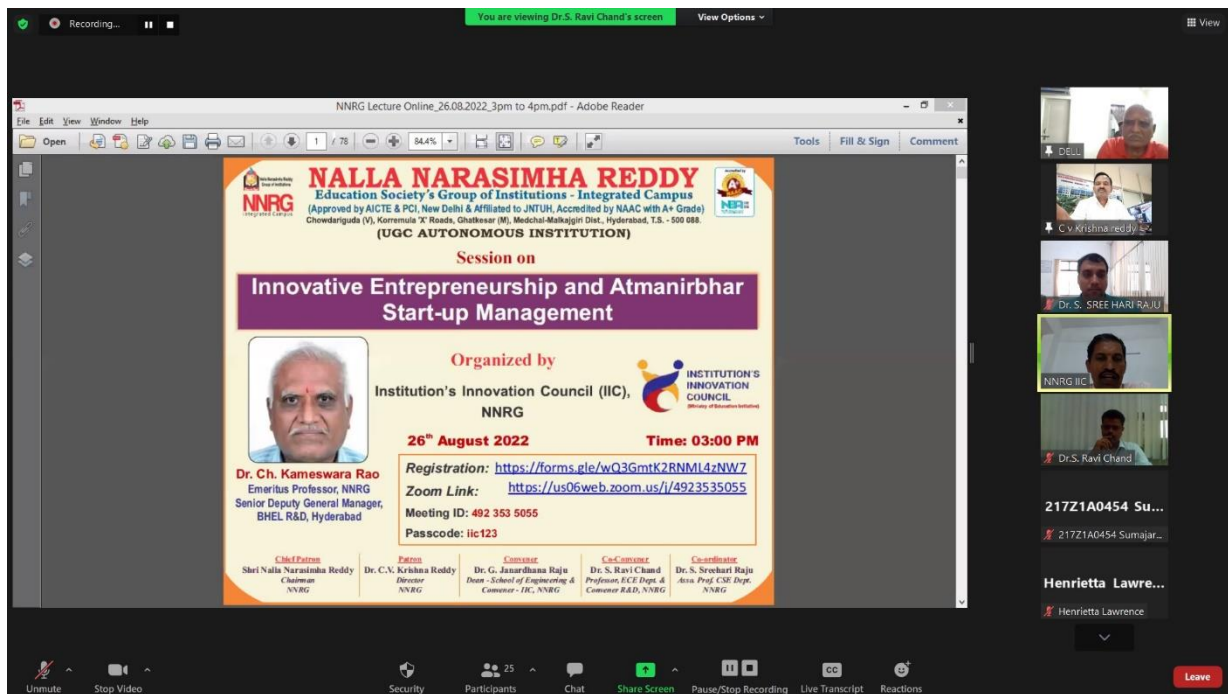 Recording...
You are viewing Dr.S. Ravi Chand's screen
View Options
View
NNRG Lecture Online_26.08.2022_3pm to 4pm.pdf - Adobe Reader
File Edit View Window Help
Open
1 / 78
84.4%
Tools Fill & Sign Comment
NNRG
Integrated Campus
NALLA NARASIMHA REDDY
Education Society's Group of Institutions - Integrated Campus
(Approved by AICTE & PCI, New Delhi & Affiliated to JNTUH, Accredited by NAAC with A+ Grade)
Chowdariguda (V), Korremula 'X' Roads, Ghatkesar (M), Medchal-Malkajgiri Dist., Hyderabad, T.S. - 500 088.
(UGC AUTONOMOUS INSTITUTION)
Session on
Innovative Entrepreneurship and Atmanirbhar
Start-up Management
Organized by
Institution's Innovation Council (IIC),
NNRG
INSTITUTION'S
INNOVATION
COUNCIL
(Ministry of Education Initiative)
26th August 2022 Time: 03:00 PM
Dr. Ch. Kameswara Rao
Emeritus Professor, NNRG
Senior Deputy General Manager,
BHEL R&D, Hyderabad
Registration: https://forms.gle/wQ3GmtK2RNML4zNW7
Zoom Link: https://us06web.zoom.us/j/4923535055
Meeting ID: 492 353 5055
Passcode: iic123
Chief Patron
Shri Nalla Narasimha Reddy
Chairman
NNRG
Patron
Dr. C.V. Krishna Reddy
Director
NNRG
Convener
Dr. G. Janardhana Raju
Dean - School of Engineering &
Convener - IIC, NNRG
Co-Convener
Dr. S. Ravi Chand
Professor, ECE Dept. &
Convener R&D, NNRG
Co-ordinator
Dr. S. Sreehari Raju
Asso. Prof. CSE Dept.
NNRG
DELL
C v Krishna reddy
Dr. S. SREE HARI RAJU
NNRG IIC
Dr.S. Ravi Chand
217Z1A0454 Su...
217Z1A0454 Sumajar...
Henrietta Lawre...
Henrietta Lawrence
Unmute
Stop Video
Security
25
Participants
Chat
Share Screen
Pause/Stop Recording
CC
Live Transcript
Reactions
Leave